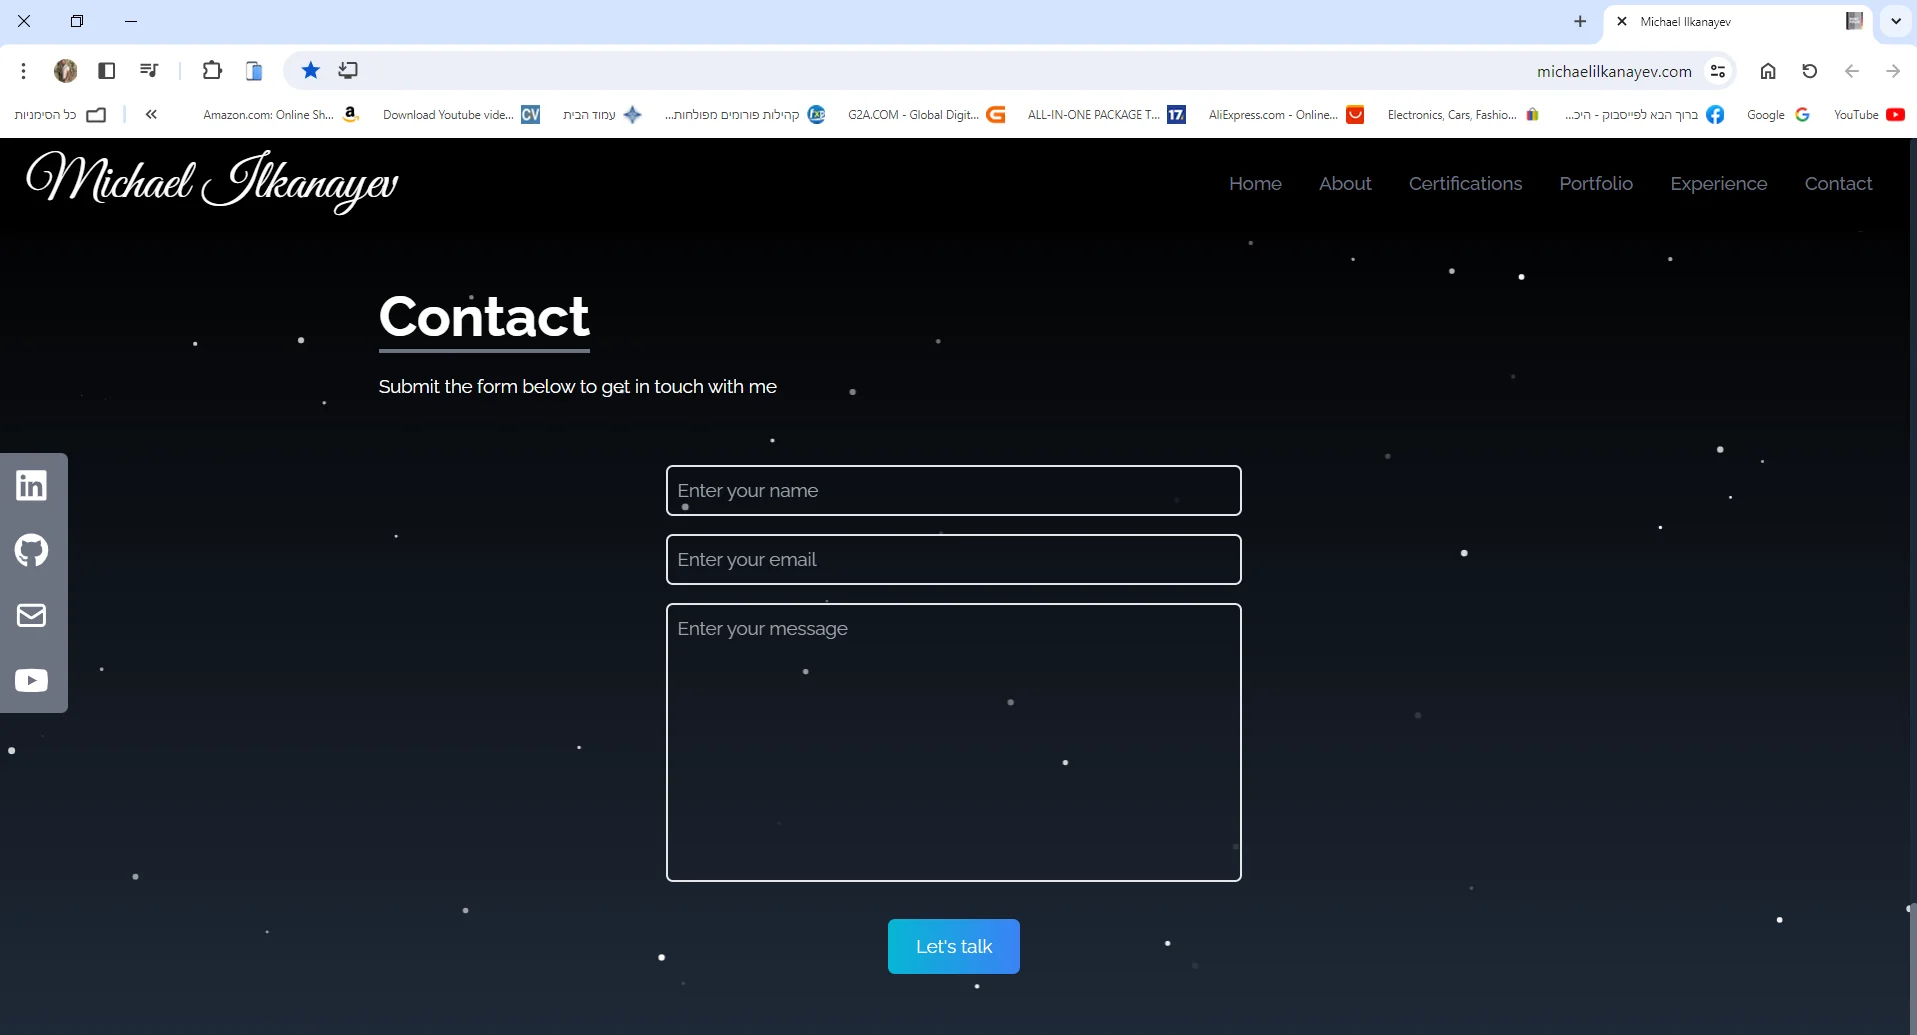 Michael Ilkanayev
michaelilkanayev.com
כל הסימניות
Amazon.com: Online Sh...
Download Youtube vide...
CV
עמוד הבית
קהילות פורומים מפולחות...
fxp
G2A.COM - Global Digit...
ALL-IN-ONE PACKAGE T...
17
AliExpress.com - Online...
Electronics, Cars, Fashio...
ברוך הבא לפייסבוק - היכ...
Google
YouTube
Michael Ilkanayev
Home
About
Certifications
Portfolio
Experience
Contact
Contact
Submit the form below to get in touch with me
Enter your name
Enter your email
Enter your message
Let's talk